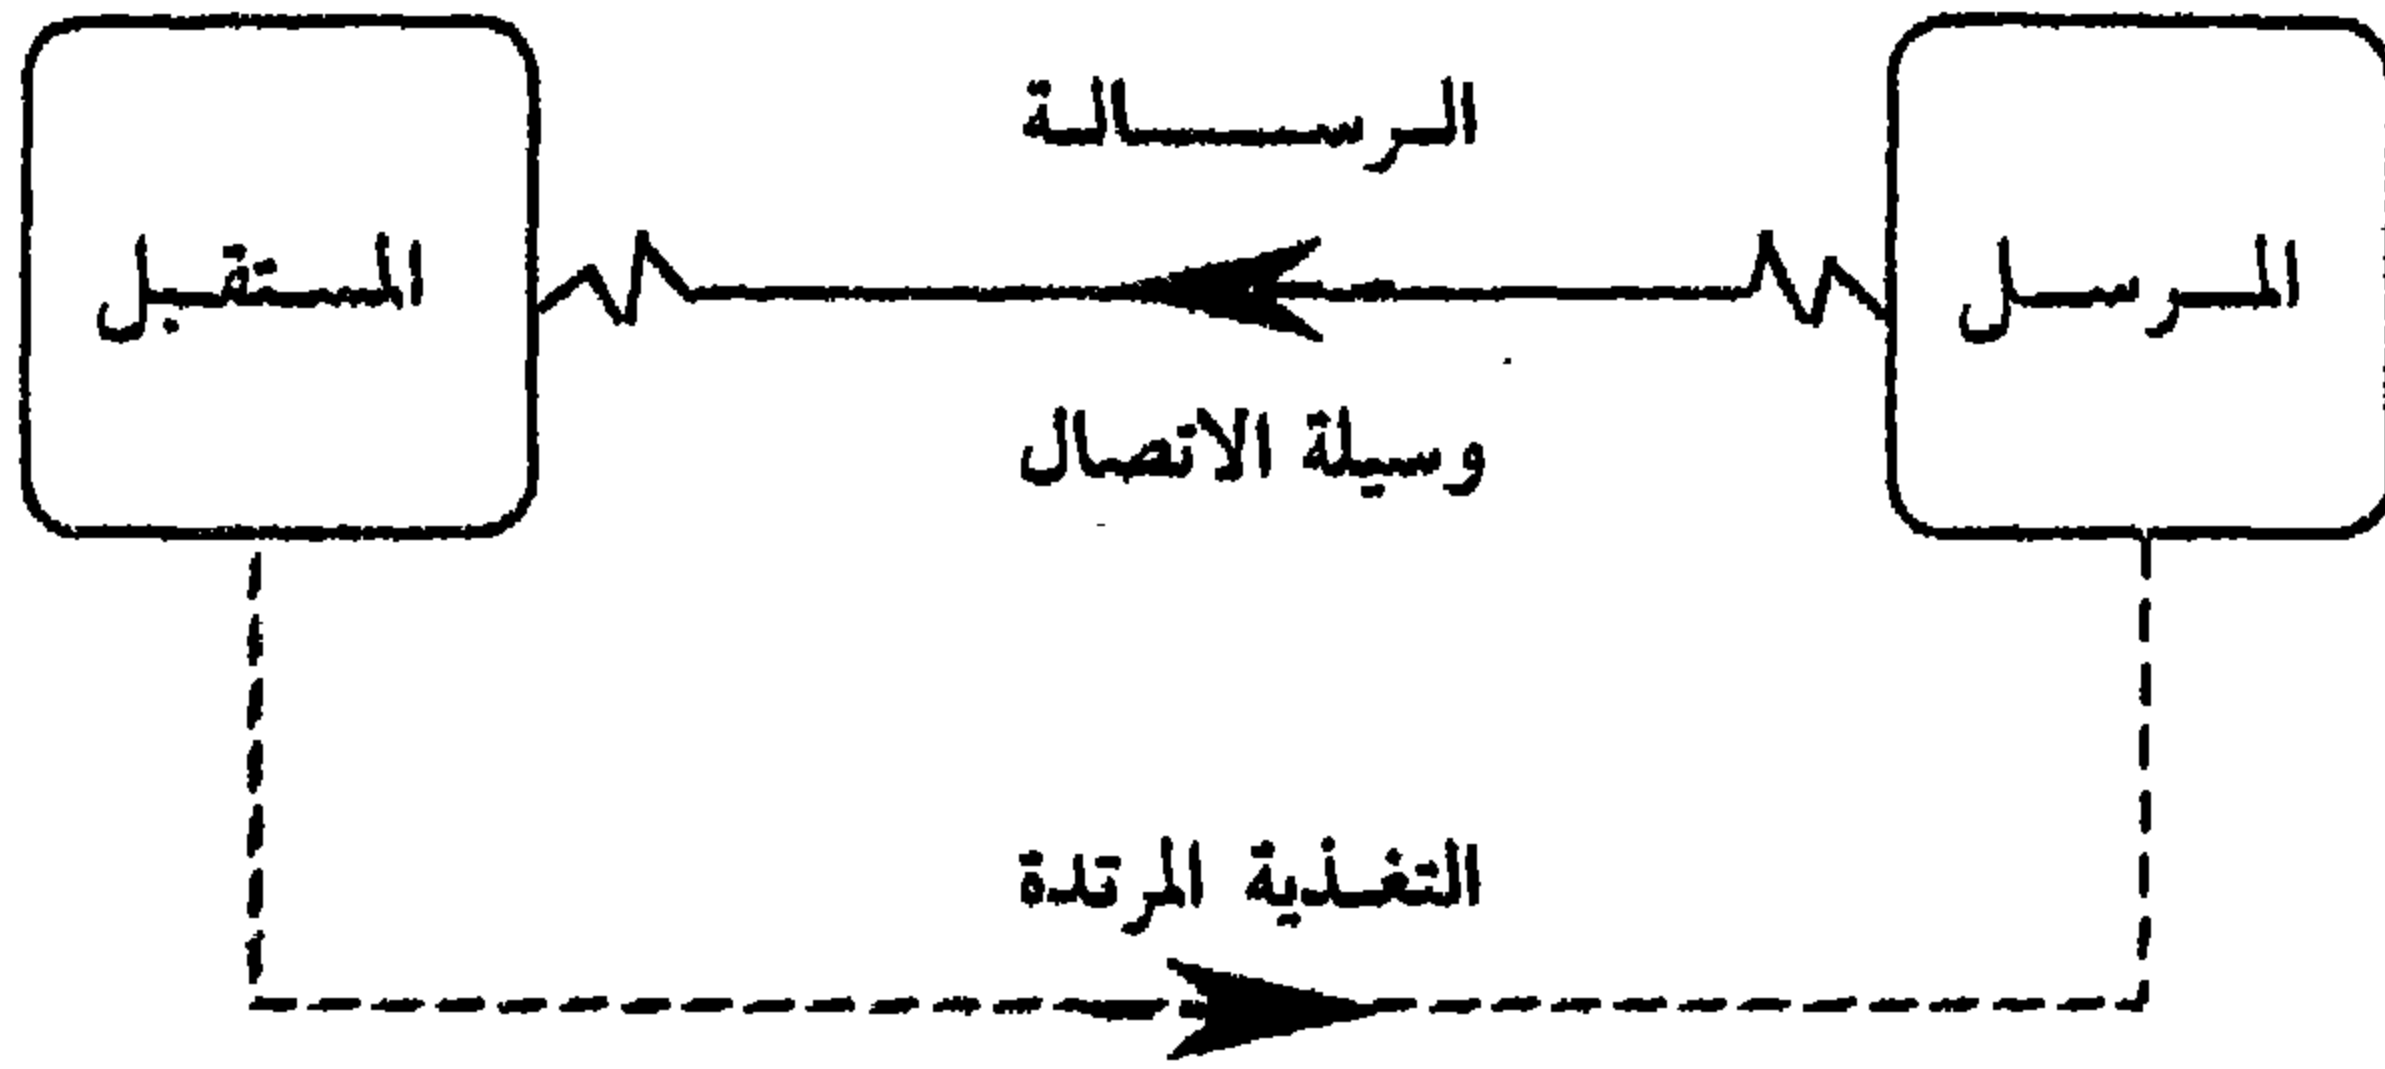 الرسالة
المرسل
المستقبل
وسيلة الاتصال
التغذية المرتدة